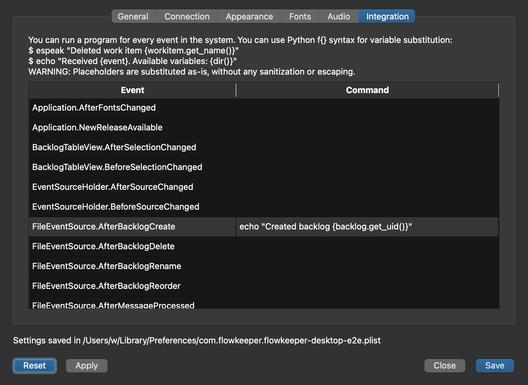 General Connection Appearance Fonts Audio Integration
You can run a program for every event in the system. You can use Python f{} syntax for variable substitution:
$ espeak "Deleted work item {workitem.get_name()}"
$ echo "Received {event}. Available variables: {dir()}"
WARNING: Placeholders are substituted as-is, without any sanitization or escaping.
Event Command
Application.AfterFontsChanged
Application.NewReleaseAvailable
BacklogTableView.AfterSelectionChanged
BacklogTableView.BeforeSelectionChanged
EventSourceHolder.AfterSourceChanged
EventSourceHolder.BeforeSourceChanged
FileEventSource.AfterBacklogCreate echo "Created backlog {backlog.get_uid()}"
FileEventSource.AfterBacklogDelete
FileEventSource.AfterBacklogRename
FileEventSource.AfterBacklogReorder
FileEventSource.AfterMessageProcessed
Settings saved in /Users/w/Library/Preferences/com.flowkeeper.flowkeeper-desktop-e2e.plist
Reset Apply Close Save